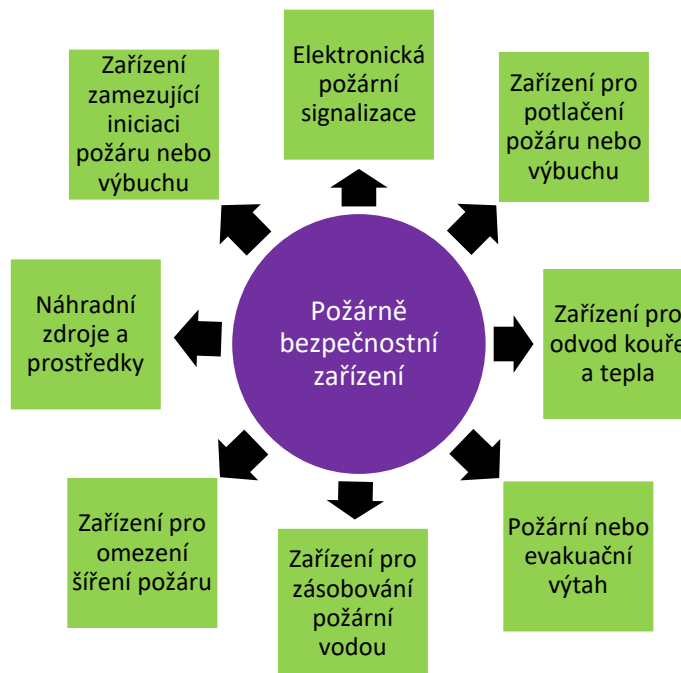 Elektronická
požární
signalizace
Zařízení
zamezující
iniciaci
požáru nebo
výbuchu
Zařízení pro
potlačení
požáru nebo
výbuchu
Náhradní
zdroje a
prostředky
Požárně
bezpečnostní
zařízení
Zařízení pro
odvod kouře
a tepla
Zařízení pro
omezení
šíření požáru
Zařízení pro
zásobování
požární
vodou
Požární nebo
evakuační
výtah